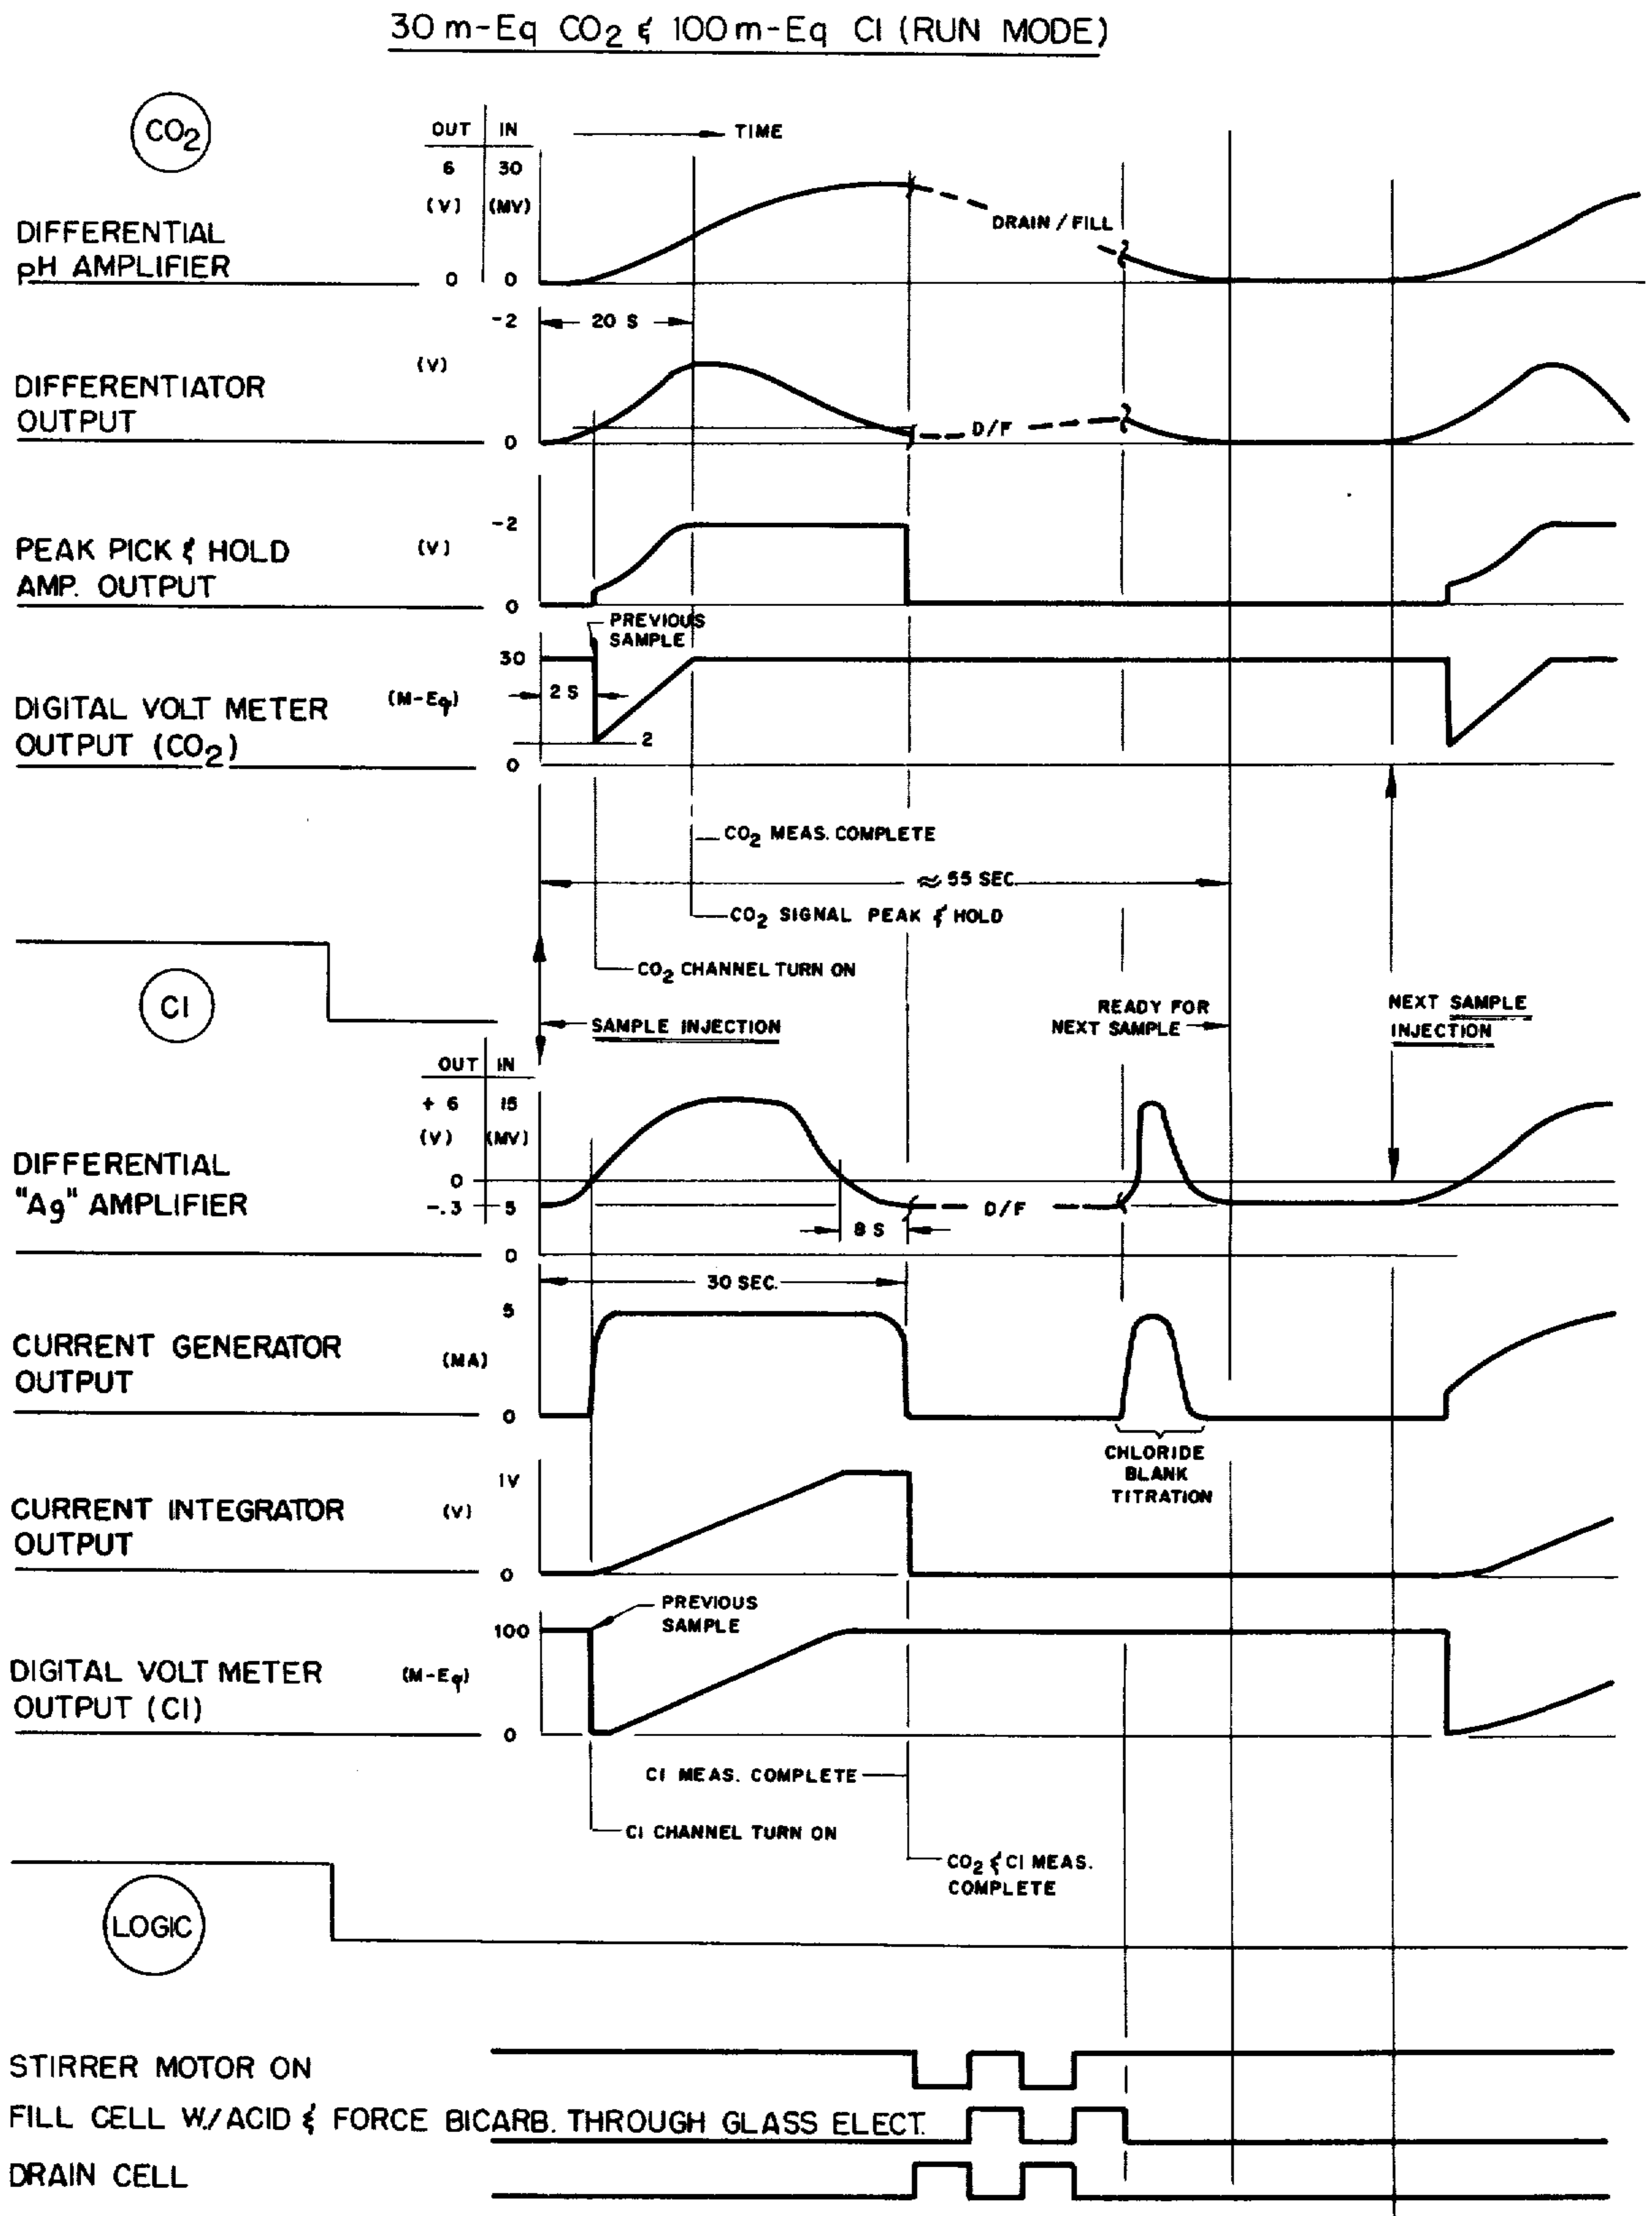 30 m-Eq CO2 & 100 m-Eq Cl (RUN MODE)
CO2
OUT IN
TIME
6 30
(V) (MV)
DIFFERENTIAL
pH AMPLIFIER
0 0
DRAIN / FILL
-2
20 S
(V)
DIFFERENTIATOR
OUTPUT
0
D/F
-2
PEAK PICK & HOLD
AMP. OUTPUT
(V)
0
PREVIOUS
SAMPLE
30
2 S
(M-Eq)
DIGITAL VOLT METER
OUTPUT (CO2)
2
0
CO2 MEAS. COMPLETE
≈ 55 SEC.
CO2 SIGNAL PEAK & HOLD
CO2 CHANNEL TURN ON
Cl
SAMPLE INJECTION
READY FOR
NEXT SAMPLE
NEXT SAMPLE
INJECTION
OUT IN
+ 6 15
(V) (MV)
DIFFERENTIAL
"Ag" AMPLIFIER
0
-.3 5
D/F
8 S
0
30 SEC.
5
CURRENT GENERATOR
OUTPUT
(MA)
0
CHLORIDE
BLANK
TITRATION
1V
CURRENT INTEGRATOR
OUTPUT
(V)
0
PREVIOUS
SAMPLE
100
DIGITAL VOLT METER
OUTPUT (Cl)
(M-Eq)
0
Cl MEAS. COMPLETE
Cl CHANNEL TURN ON
CO2 & Cl MEAS.
COMPLETE
LOGIC
STIRRER MOTOR ON
FILL CELL W/ACID & FORCE BICARB. THROUGH GLASS ELECT.
DRAIN CELL